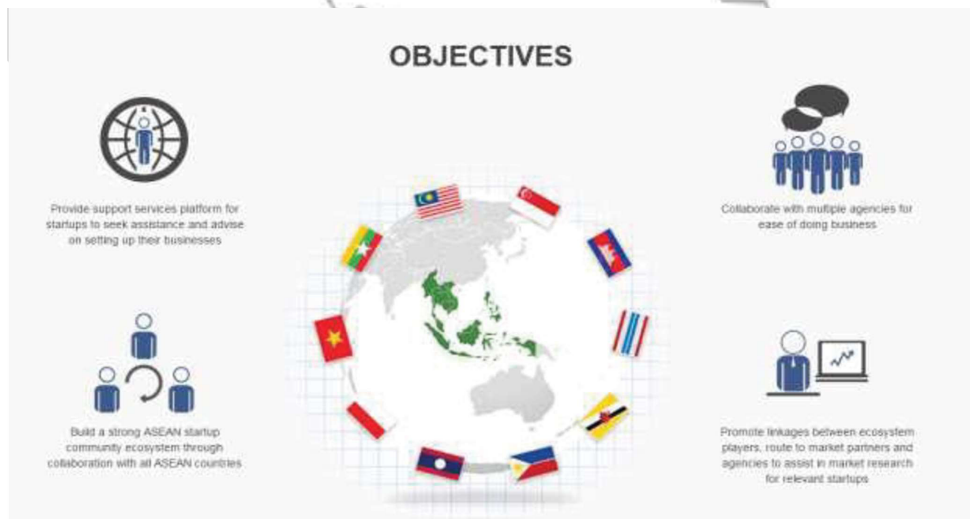 OBJECTIVES
Provide support services platform for
startups to seek assistance and advise
on setting up their businesses
Collaborate with multiple agencies for
ease of doing business
Build a strong ASEAN startup
community ecosystem through
collaboration with all ASEAN countries
Promote linkages between ecosystem
players, route to market partners and
agencies to assist in market research
for relevant startups